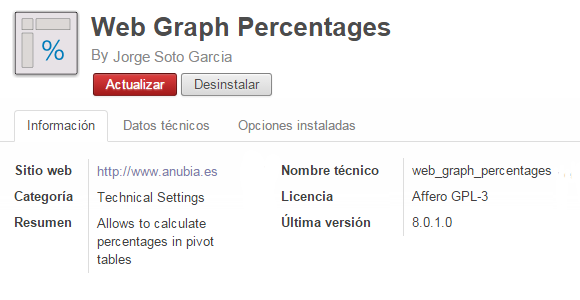 %
Web Graph Percentages
By Jorge Soto Garcia
Actualizar Desinstalar
Información Datos técnicos Opciones instaladas
Sitio web http://www.anubia.es Nombre técnico web_graph_percentages
Categoría Technical Settings Licencia Affero GPL-3
Resumen Allows to calculate Última versión 8.0.1.0
percentages in pivot
tables